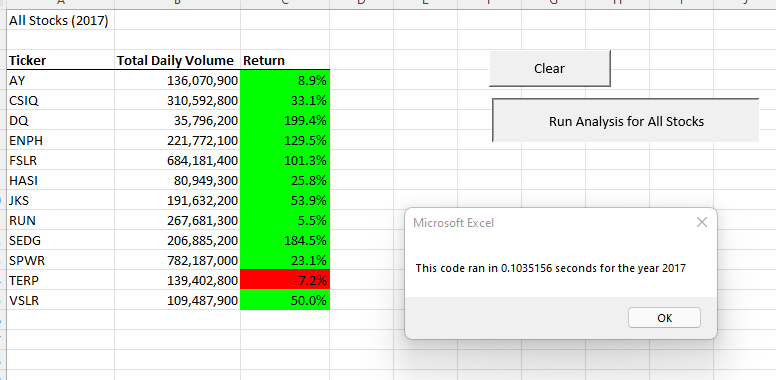 A B C D E F G H I J
All Stocks (2017)
Ticker Total Daily Volume Return
AY 136,070,900 8.9%
CSIQ 310,592,800 33.1%
DQ 35,796,200 199.4%
ENPH 221,772,100 129.5%
FSLR 684,181,400 101.3%
HASI 80,949,300 25.8%
JKS 191,632,200 53.9%
RUN 267,681,300 5.5%
SEDG 206,885,200 184.5%
SPWR 782,187,000 23.1%
TERP 139,402,800 -7.2%
VSLR 109,487,900 50.0%
Clear
Run Analysis for All Stocks
Microsoft Excel
This code ran in 0.1035156 seconds for the year 2017
OK